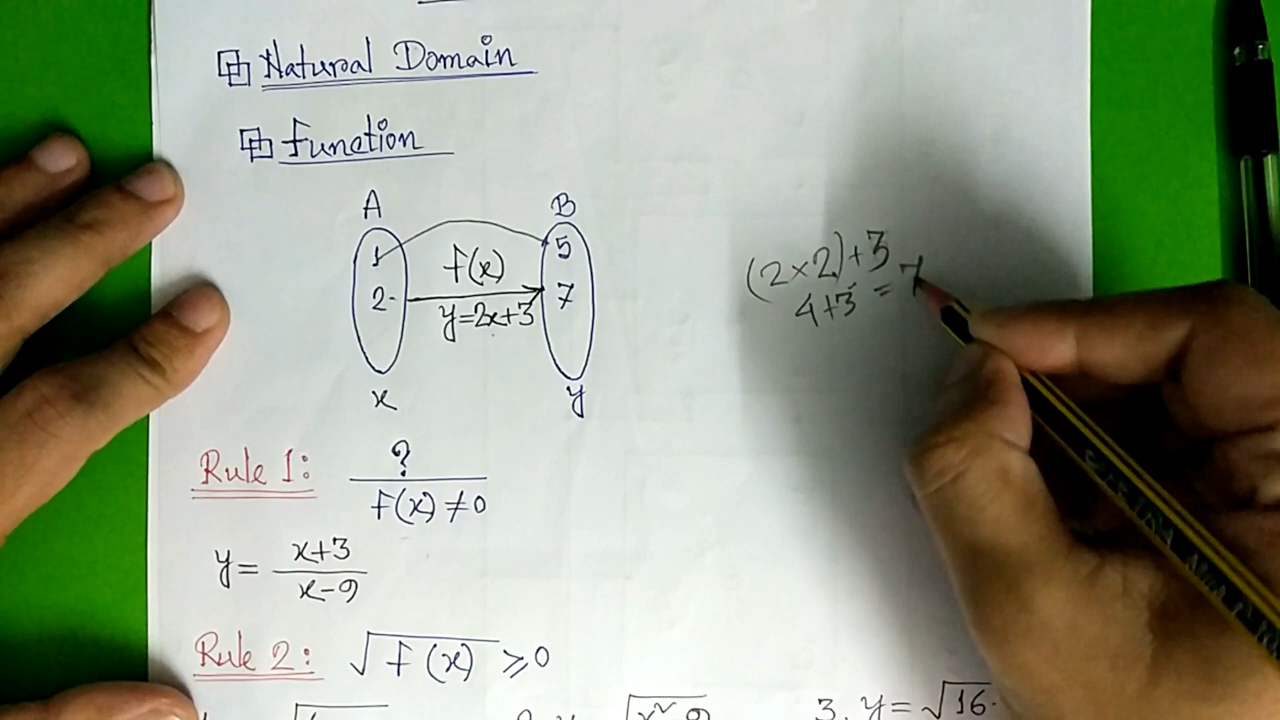 Natural Domain
Function
A B
1 5
f(x)
2 7
y=2x+3
x y
(2×2)+3
4+3 = 7
Rule 1: ?/f(x)≠0
y = x+3/x-9
Rule 2: √f(x) ≥0
3. y = √16-